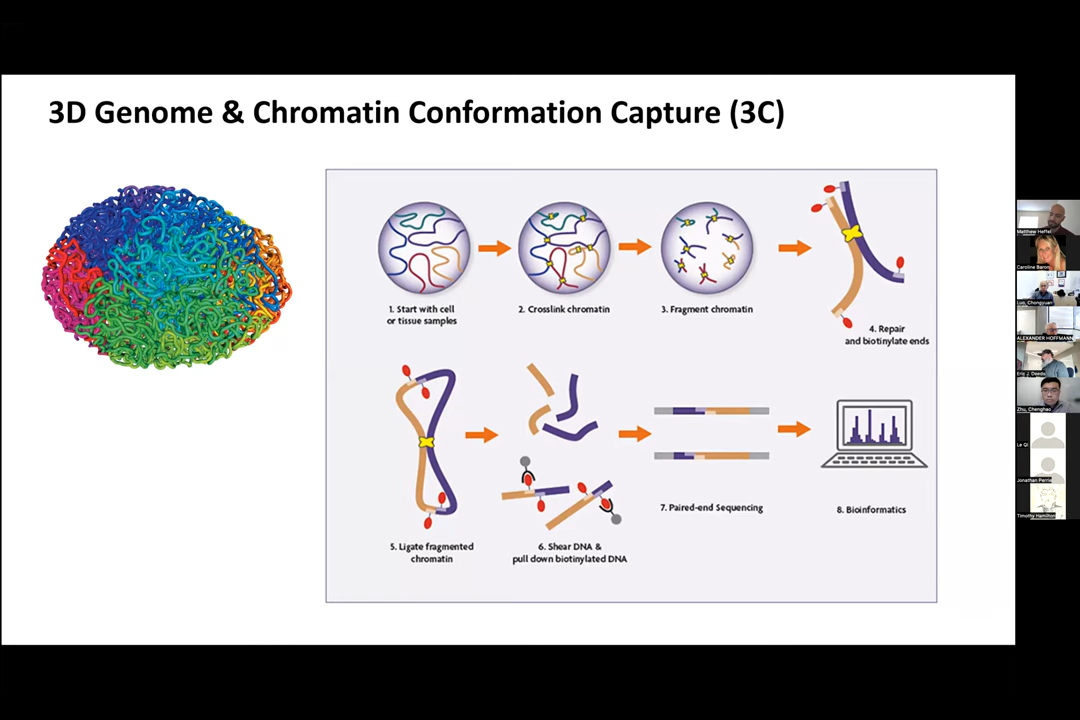 3D Genome & Chromatin Conformation Capture (3C)
1. Start with cell
or tissue samples
2. Crosslink chromatin
3. Fragment chromatin
4. Repair
and biotinylate ends
5. Ligate fragmented
chromatin
6. Shear DNA &
pull down biotinylated DNA
7. Paired-end Sequencing
8. Bioinformatics
Matthew Heffel
Caroline Baron
Luo, Chongyuan
ALEXANDER HOFFMANN
Eric J. Deeds
Zhu, Chenghao
Le Qi
Jonathan Perrie
Timothy Hamilton